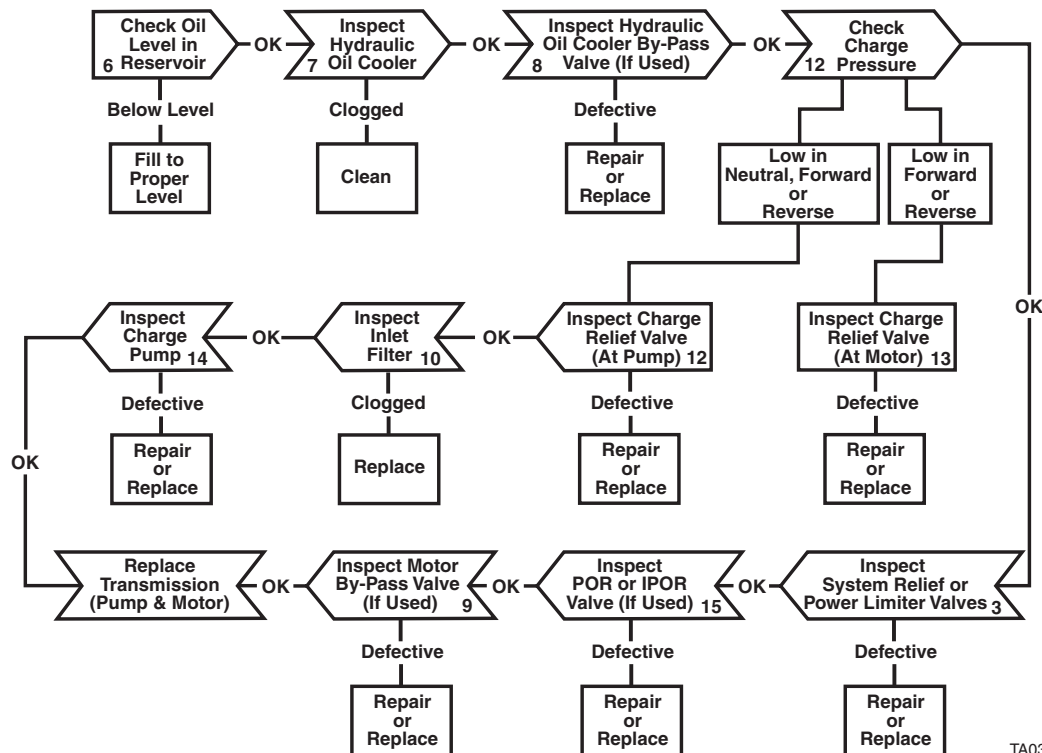 Check Oil
Level in
6 Reservoir
OK
Inspect
Hydraulic
7 Oil Cooler
OK
Inspect Hydraulic
Oil Cooler By-Pass
8 Valve (If Used)
OK
Check
Charge
12 Pressure
Below Level
Clogged
Defective
Fill to
Proper
Level
Clean
Repair
or
Replace
Low in
Neutral, Forward
or
Reverse
Low in
Forward
or
Reverse
OK
Inspect
Charge
Pump 14
OK
Inspect
Inlet
Filter 10
OK
Inspect Charge
Relief Valve
(At Pump) 12
Inspect Charge
Relief Valve
(At Motor) 13
Defective
Clogged
Defective
Defective
Repair
or
Replace
Replace
Repair
or
Replace
Repair
or
Replace
OK
Replace
Transmission
(Pump & Motor)
OK
Inspect Motor
By-Pass Valve
(If Used) 9
OK
Inspect
POR or IPOR
Valve (If Used) 15
OK
Inspect
System Relief or
Power Limiter Valves 3
Defective
Defective
Defective
Repair
or
Replace
Repair
or
Replace
Repair
or
Replace
TA03